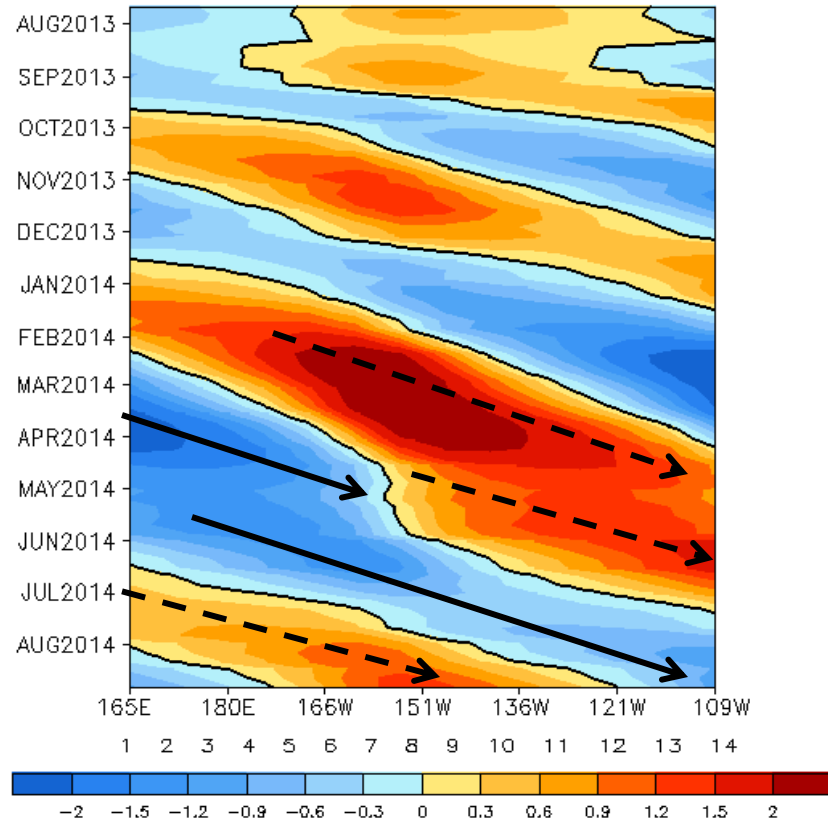 AUG2013
SEP2013
OCT2013
NOV2013
DEC2013
JAN2014
FEB2014
MAR2014
APR2014
MAY2014
JUN2014
JUL2014
AUG2014
165E 180E 166W 151W 136W 121W 109W
1 2 3 4 5 6 7 8 9 10 11 12 13 14
-2 -1.5 -1.2 -0.9 -0.6 -0.3 0 0.3 0.6 0.9 1.2 1.5 2